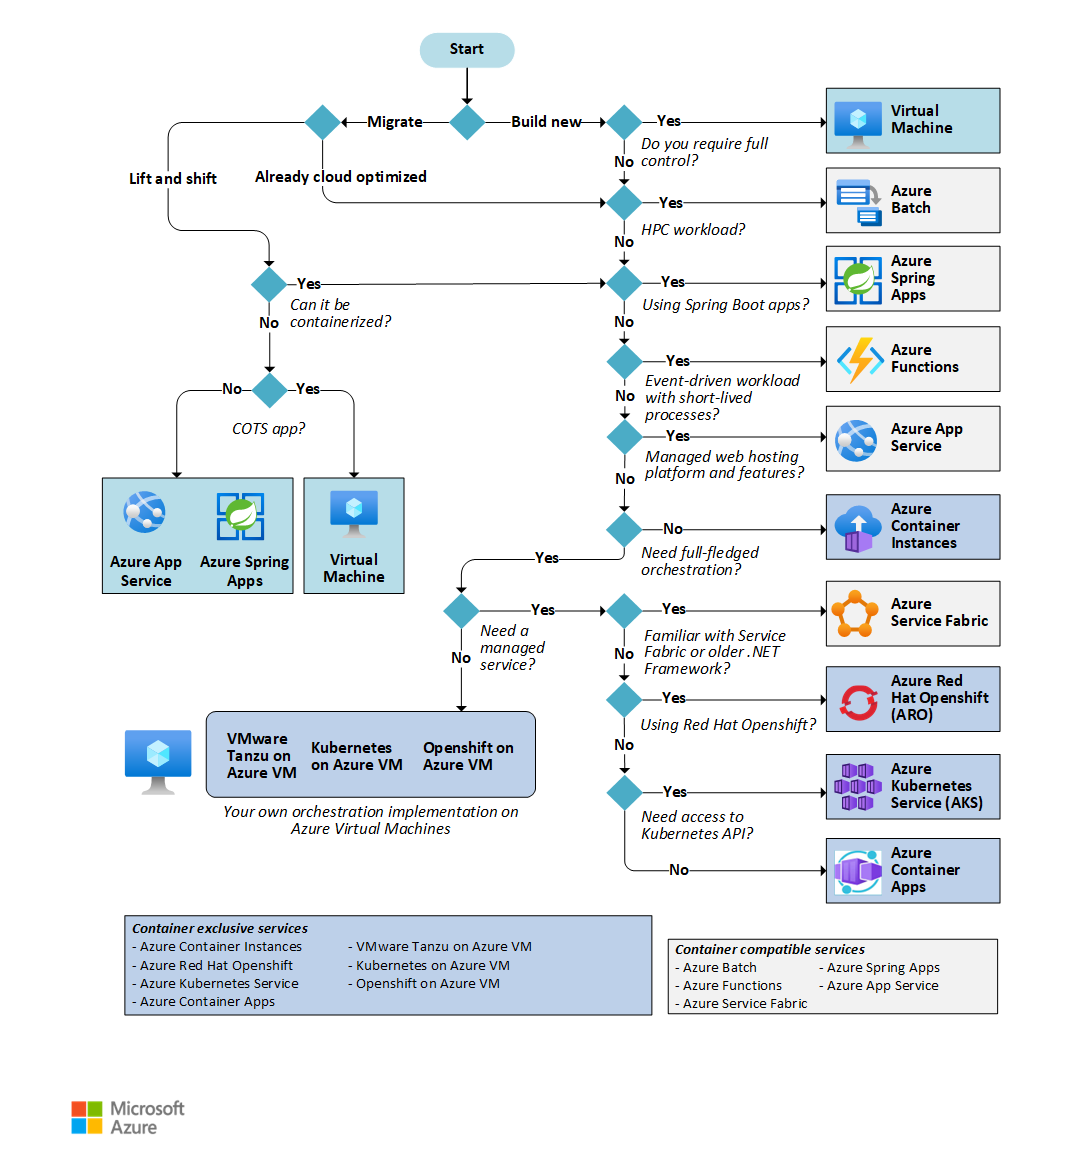 Start
Migrate
Build new
Yes
Do you require full
control?
Virtual
Machine
No
Lift and shift
Already cloud optimized
Yes
HPC workload?
Azure
Batch
No
Yes
Can it be
containerized?
No
Yes
Using Spring Boot apps?
Azure
Spring
Apps
No
Yes
Event-driven workload
with short-lived
processes?
Azure
Functions
No
No
Yes
COTS app?
Yes
Managed web hosting
platform and features?
Azure App
Service
No
Azure App
Service
Azure Spring
Apps
Virtual
Machine
No
Need full-fledged
orchestration?
Azure
Container
Instances
Yes
Yes
Need a
managed
service?
No
Yes
Familiar with Service
Fabric or older .NET
Framework?
Azure
Service Fabric
No
Yes
Using Red Hat Openshift?
Azure Red
Hat Openshift
(ARO)
No
VMware
Tanzu on
Azure VM
Kubernetes
on Azure VM
Openshift on
Azure VM
Your own orchestration implementation on
Azure Virtual Machines
Yes
Need access to
Kubernetes API?
Azure
Kubernetes
Service (AKS)
No
Azure
Container
Apps
Container exclusive services
- Azure Container Instances
- Azure Red Hat Openshift
- Azure Kubernetes Service
- Azure Container Apps
- VMware Tanzu on Azure VM
- Kubernetes on Azure VM
- Openshift on Azure VM
Container compatible services
- Azure Batch
- Azure Functions
- Azure Service Fabric
- Azure Spring Apps
- Azure App Service
Microsoft
Azure